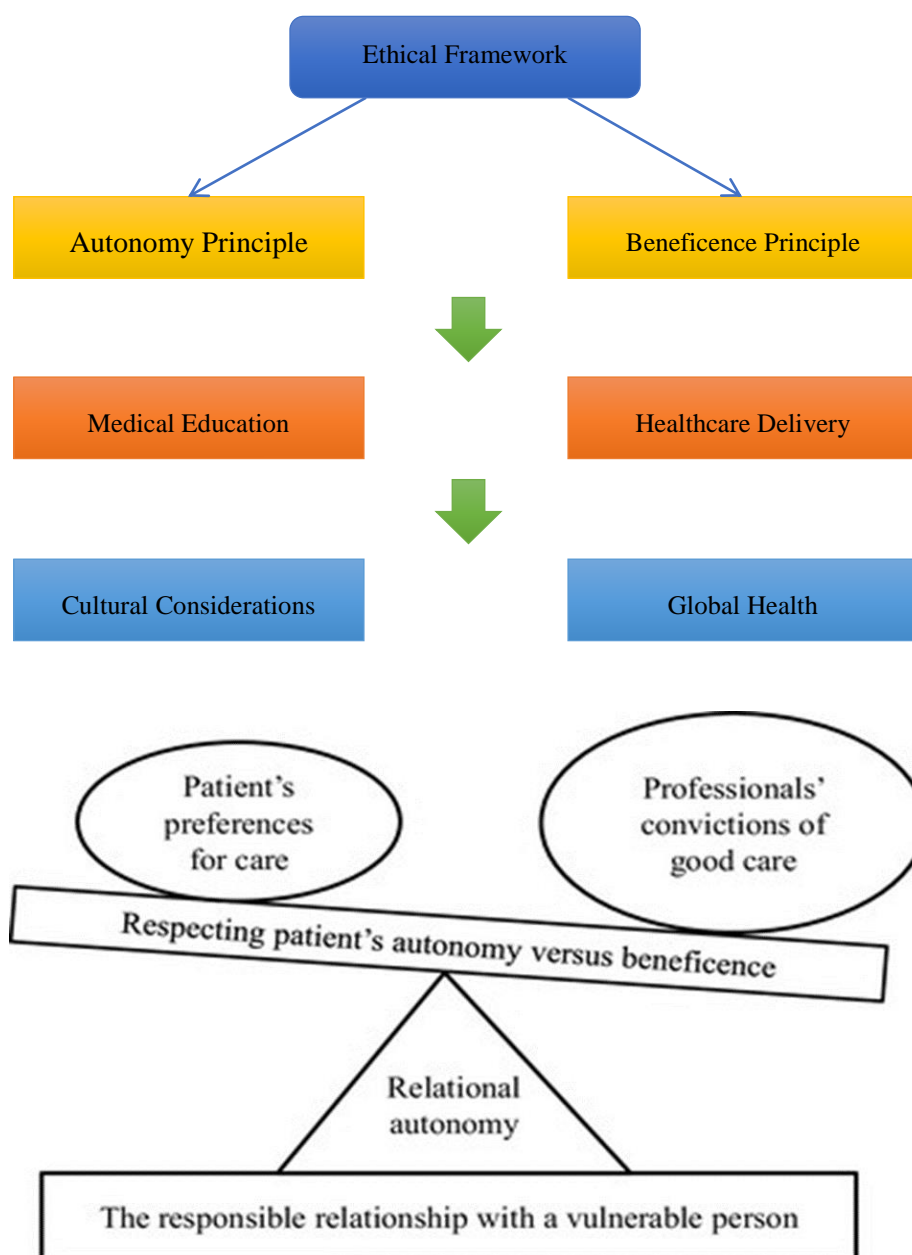 Ethical Framework
Autonomy Principle
Beneficence Principle
Medical Education
Healthcare Delivery
Cultural Considerations
Global Health
Patient’s
preferences
for care
Professionals’
convictions of
good care
Respecting patient’s autonomy versus beneficence
Relational
autonomy
The responsible relationship with a vulnerable person